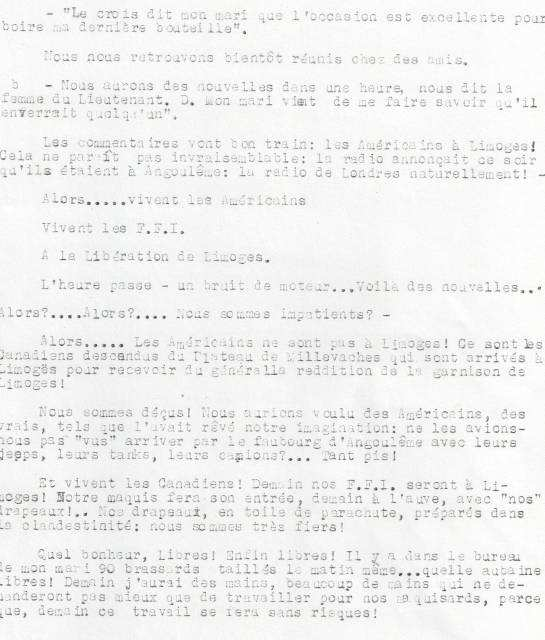 - "Je crois dit mon mari que l'occasion est excellente pour
boire ma dernière bouteille".
Nous nous retrouvons bientôt réunis chez des amis.
- Nous aurons des nouvelles dans une heure, nous dit la
femme du Lieutenant. D. Mon mari vient de me faire savoir qu'il
enverrait quelqu'un".
Les commentaires vont bon train: les Américains à Limoges!
Cela ne paraît pas invraisemblable: la radio annonçait ce soir
qu'ils étaient à Angoulême: la radio de Londres naturellement! -
Alors.....vivent les Américains
Vivent les F.F.I.
A la Libération de Limoges.
L'heure passe - un bruit de moteur...Voilà des nouvelles...
Alors?....Alors?.... Nous sommes impatients? -
Alors..... Les Américains ne sont pas à Limoges! Ce sont les
Canadiens descendus du Plateau de Millevaches qui sont arrivés à
Limoges pour recevoir du généralla reddition de la garnison de
Limoges!
Nous sommes déçus! Nous aurions voulu des Américains, des
vrais, tels que l'avait rêvé notre imagination: ne les avions-
nous pas "vus" arriver par le faubourg d'Angoulême avec leurs
jepps, leurs tanks, leurs camions?... Tant pis!
Et vivent les Canadiens! Demain nos F.F.I. seront à Li-
moges! Notre maquis fera son entrée, demain à l'aube, avec "nos"
drapeaux!.. Nos drapeaux, en toile de parachute, préparés dans
la clandestinité: nous sommes très fiers!
Quel bonheur, Libres! Enfin libres! Il y a dans le bureau
de mon mari 90 brassards taillés le matin même...quelle aubaine
Libres! Demain j'aurai des mains, beaucoup de mains qui ne de-
manderont pas mieux que de travailler pour nos maquisards, parce
que, demain ce travail se fera sans risques!